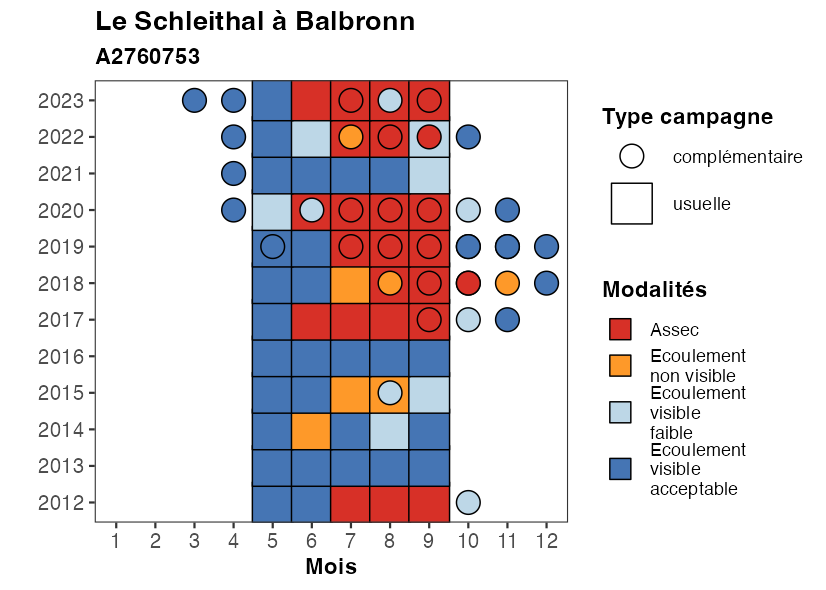 Le Schleithal à Balbronn
A2760753
2023
2022
2021
2020
2019
2018
2017
2016
2015
2014
2013
2012
1 2 3 4 5 6 7 8 9 10 11 12
Mois
Type campagne
complémentaire
usuelle
Modalités
Assec
Ecoulement
non visible
Ecoulement
visible
faible
Ecoulement
visible
acceptable